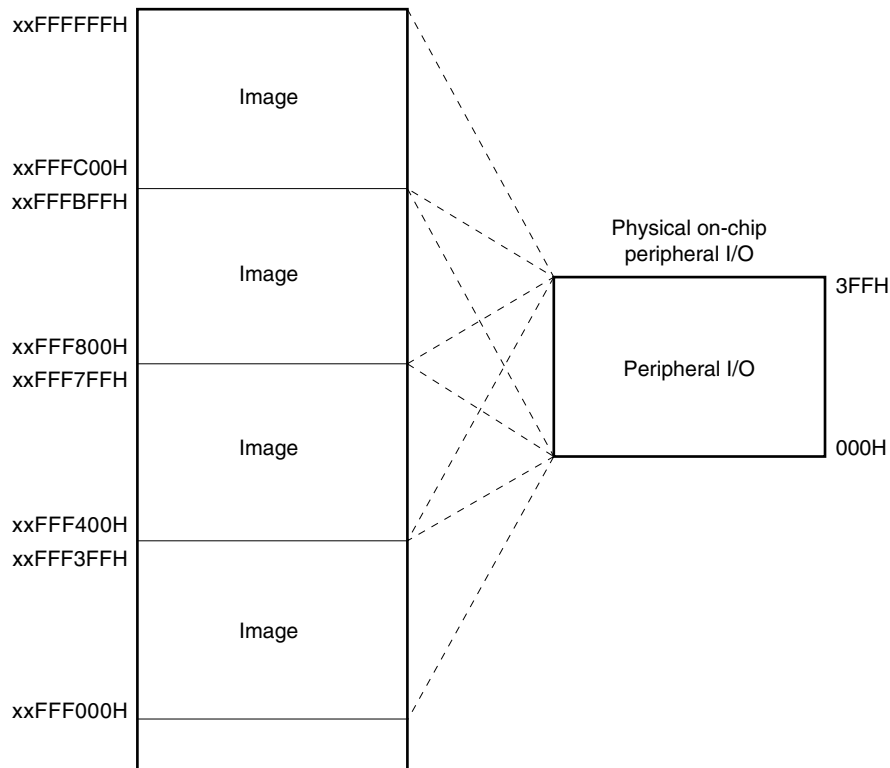 xxFFFFFFH
Image
xxFFFC00H
xxFFFBFFH
Image
xxFFF800H
xxFFF7FFH
Image
xxFFF400H
xxFFF3FFH
Image
xxFFF000H
Physical on-chip
peripheral I/O
3FFH
Peripheral I/O
000H